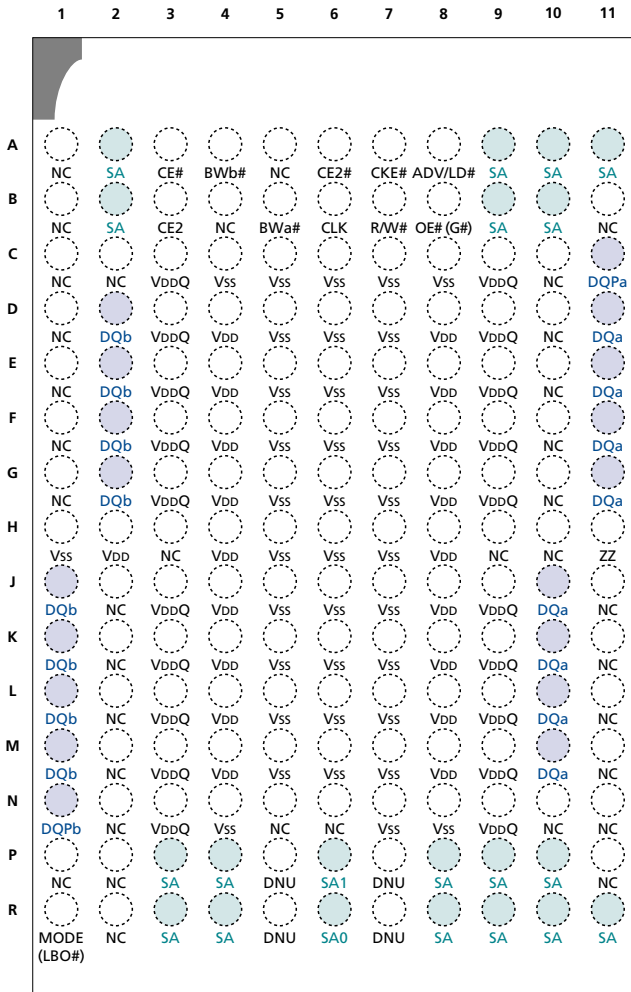 1 2 3 4 5 6 7 8 9 10 11
A
NC SA CE# BWb# NC CE2# CKE# ADV/LD# SA SA SA
B
NC SA CE2 NC BWa# CLK R/W# OE# (G#) SA SA NC
C
NC NC VDDQ VSS VSS VSS VSS VSS VDDQ NC DQPa
D
NC DQb VDDQ VDD VSS VSS VSS VDD VDDQ NC DQa
E
NC DQb VDDQ VDD VSS VSS VSS VDD VDDQ NC DQa
F
NC DQb VDDQ VDD VSS VSS VSS VDD VDDQ NC DQa
G
NC DQb VDDQ VDD VSS VSS VSS VDD VDDQ NC DQa
H
VSS VDD NC VDD VSS VSS VSS VDD NC NC ZZ
J
DQb NC VDDQ VDD VSS VSS VSS VDD VDDQ DQa NC
K
DQb NC VDDQ VDD VSS VSS VSS VDD VDDQ DQa NC
L
DQb NC VDDQ VDD VSS VSS VSS VDD VDDQ DQa NC
M
DQb NC VDDQ VDD VSS VSS VSS VDD VDDQ DQa NC
N
DQPb NC VDDQ VSS NC NC VSS VSS VDDQ NC NC
P
NC NC SA SA DNU SA1 DNU SA SA SA NC
R
MODE NC SA SA DNU SA0 DNU SA SA SA SA
(LBO#)